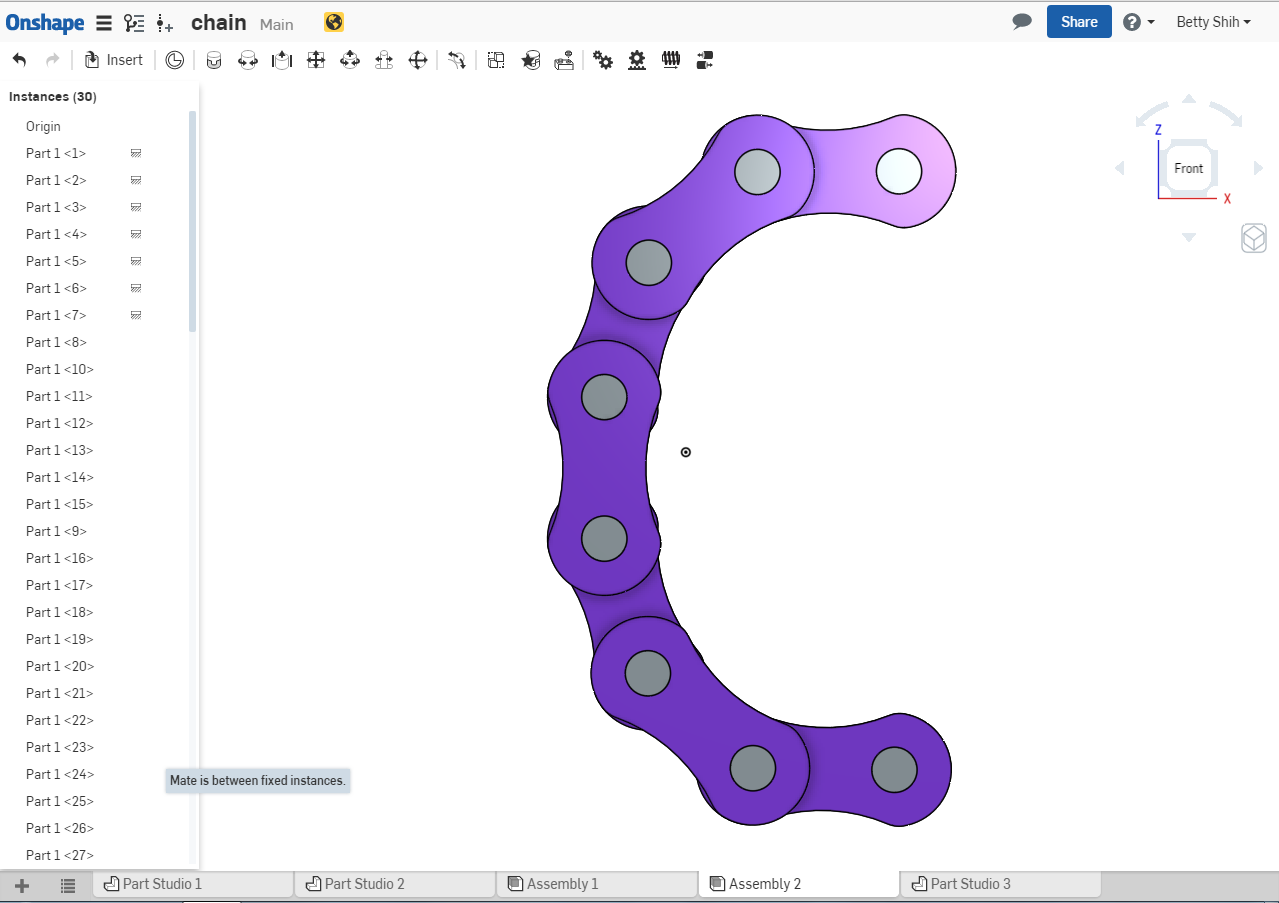 Onshape chain Main Share ? Betty Shih
Insert
Instances (30)
Origin
Part 1 <1>
Part 1 <2>
Part 1 <3>
Part 1 <4>
Part 1 <5>
Part 1 <6>
Part 1 <7>
Part 1 <8>
Part 1 <10>
Part 1 <11>
Part 1 <12>
Part 1 <13>
Part 1 <14>
Part 1 <15>
Part 1 <9>
Part 1 <16>
Part 1 <17>
Part 1 <18>
Part 1 <19>
Part 1 <20>
Part 1 <21>
Part 1 <22>
Part 1 <23>
Part 1 <24>
Part 1 <25>
Part 1 <26>
Part 1 <27>
Mate is between fixed instances.
Z
Front
X
Part Studio 1 Part Studio 2 Assembly 1 Assembly 2 Part Studio 3